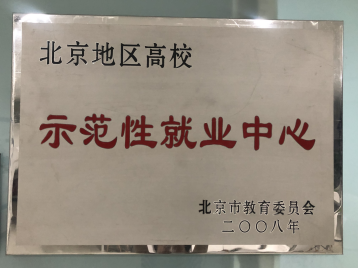 北京地区高校
示范性就业中心
北京市教育委员会
二〇〇八年